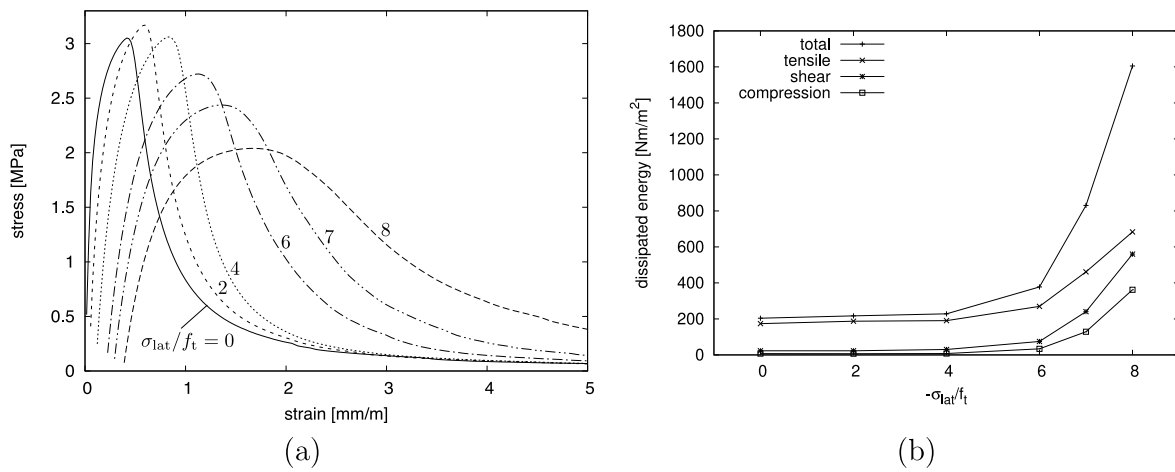 3
2.5
2
1.5
1
0.5
0
stress [MPa]
0 1 2 3 4 5
strain [mm/m]
8
7
6
4
2
σlat/ft = 0
(a)
1800
1600
1400
1200
1000
800
600
400
200
0
dissipated energy [Nm/m²]
total
tensile
shear
compression
0 2 4 6 8
-σlat/ft
(b)